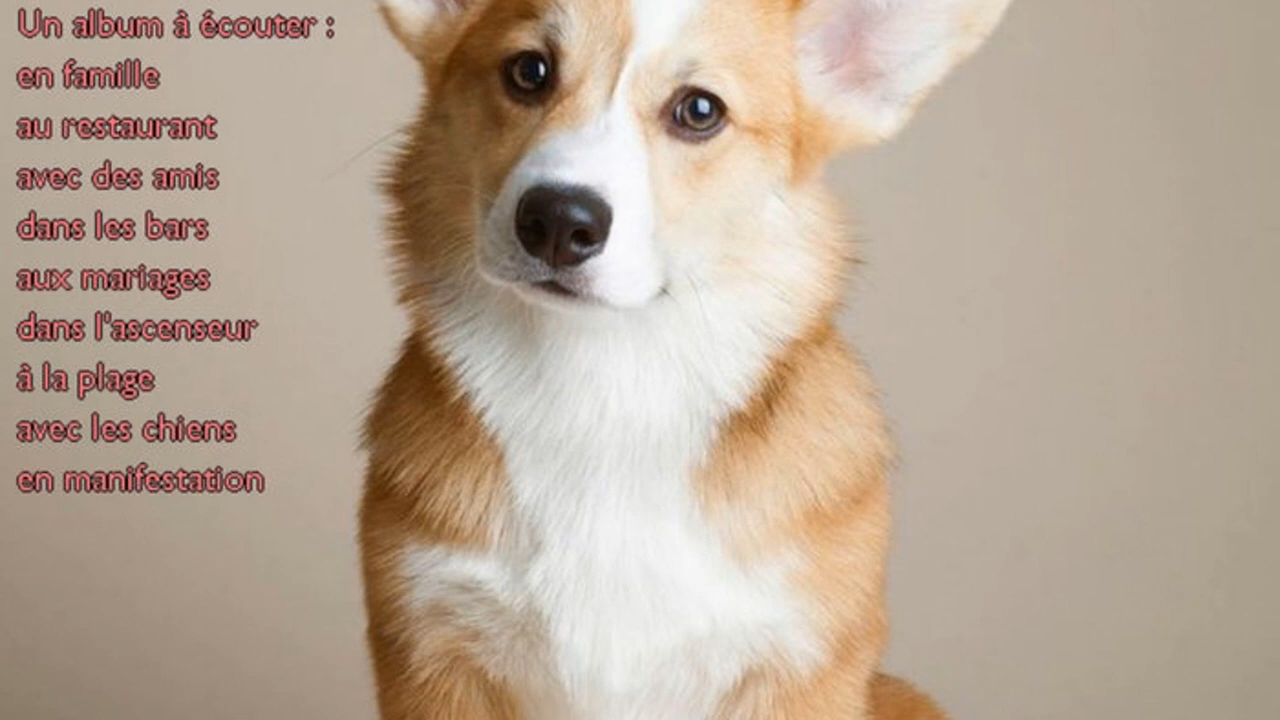 Un album à écouter :
en famille
au restaurant
avec des amis
dans les bars
aux mariages
dans l'ascenseur
à la plage
avec les chiens
en manifestation